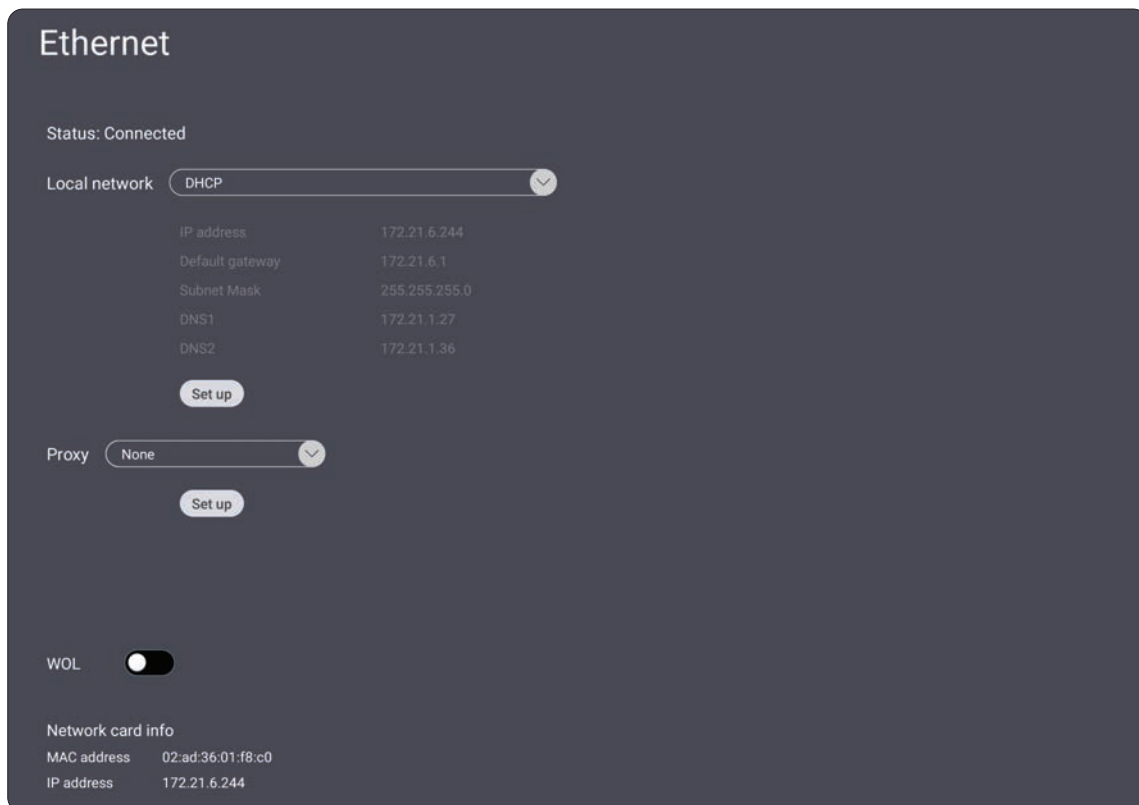 Ethernet
Status: Connected
Local network DHCP
IP address 172.21.6.244
Default gateway 172.21.6.1
Subnet Mask 255.255.255.0
DNS1 172.21.1.27
DNS2 172.21.1.36
Set up
Proxy None
Set up
WOL
Network card info
MAC address 02:ad:36:01:f8:c0
IP address 172.21.6.244